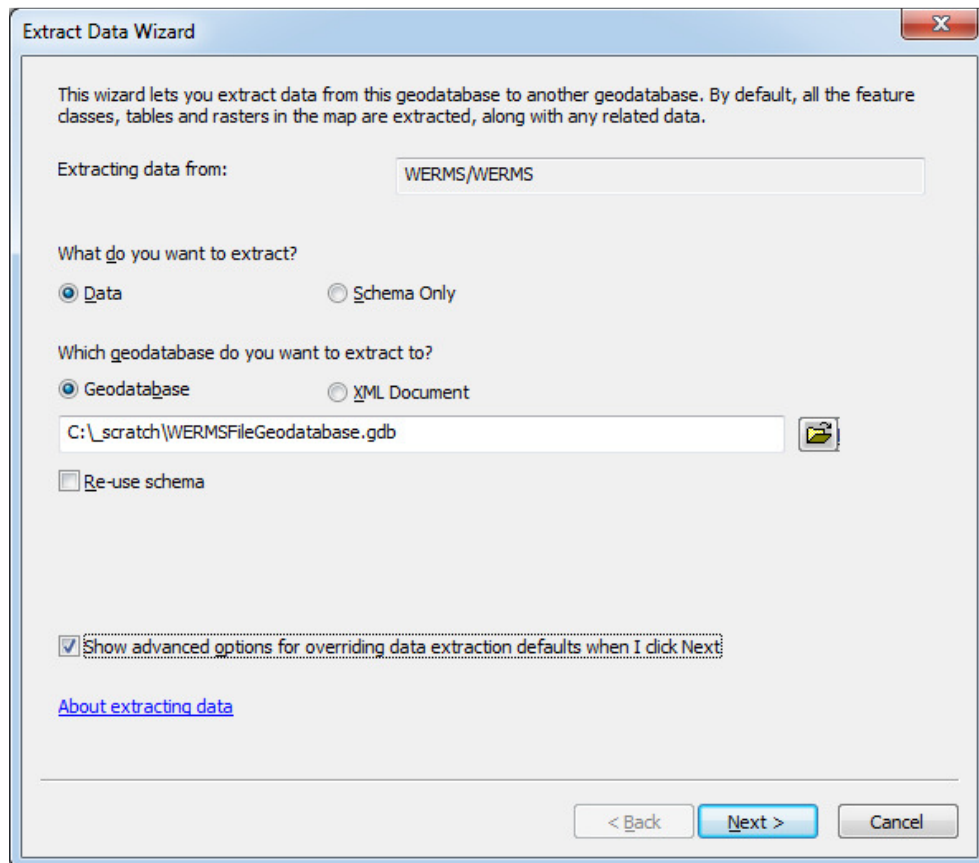 Extract Data Wizard
This wizard lets you extract data from this geodatabase to another geodatabase. By default, all the feature
classes, tables and rasters in the map are extracted, along with any related data.
Extracting data from: WERMS/WERMS
What do you want to extract?
Data Schema Only
Which geodatabase do you want to extract to?
Geodatabase XML Document
C:\_scratch\WERMSFileGeodatabase.gdb
Re-use schema
Show advanced options for overriding data extraction defaults when I click Next
About extracting data
< Back Next > Cancel